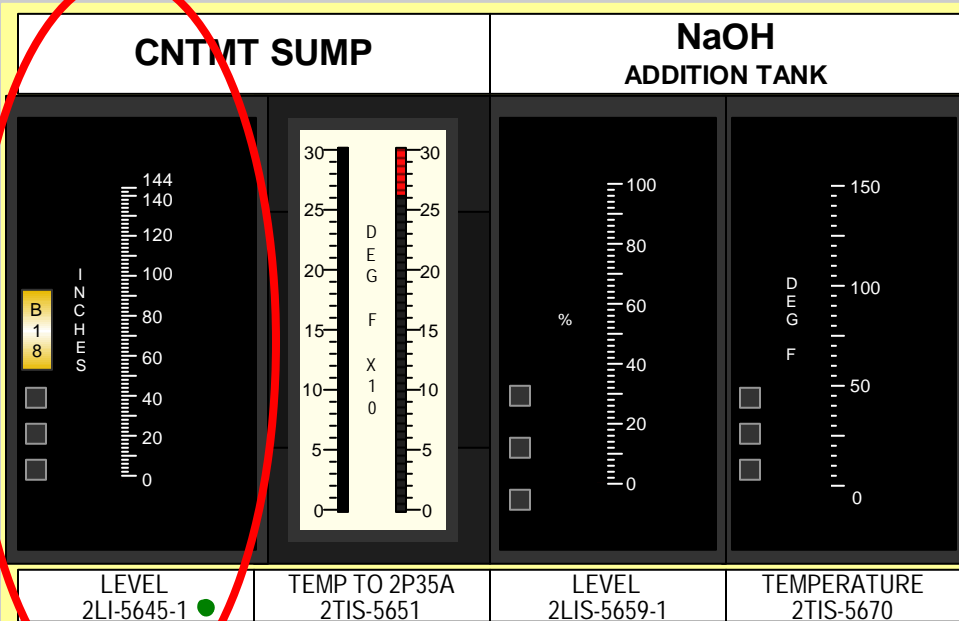 CNTMT SUMP
NaOH
ADDITION TANK
B18
INCHES
144
140
120
100
80
60
40
20
0
30
25
20
15
10
5
0
DEG F X10
30
25
20
15
10
5
0
%
100
80
60
40
20
0
DEG F
150
100
50
0
LEVEL
2LI-5645-1
TEMP TO 2P35A
2TIS-5651
LEVEL
2LIS-5659-1
TEMPERATURE
2TIS-5670